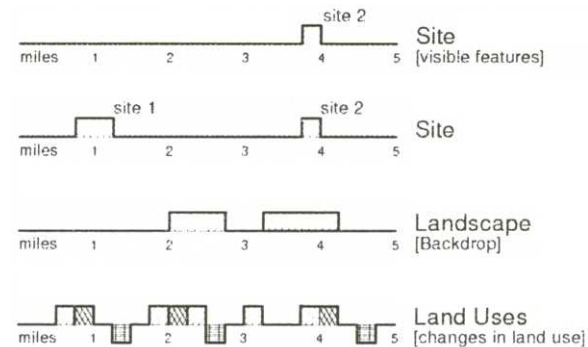 site 2
Site
[visible features]
miles 1 2 3 4 5
site 1 site 2
Site
miles 1 2 3 4 5
Landscape
[Backdrop]
miles 1 2 3 4 5
Land Uses
[changes in land use]
miles 1 2 3 4 5